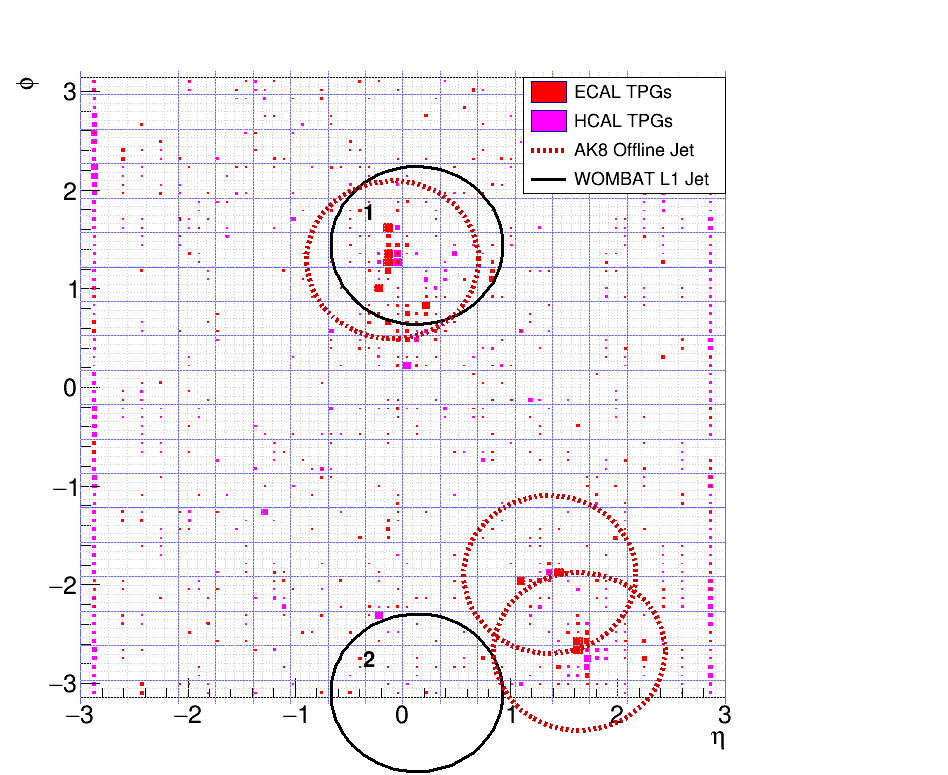 ϕ
3
2
1
0
−1
−2
−3
ECAL TPGs
HCAL TPGs
AK8 Offline Jet
WOMBAT L1 Jet
1
2
−3 −2 −1 0 1 2 3
η